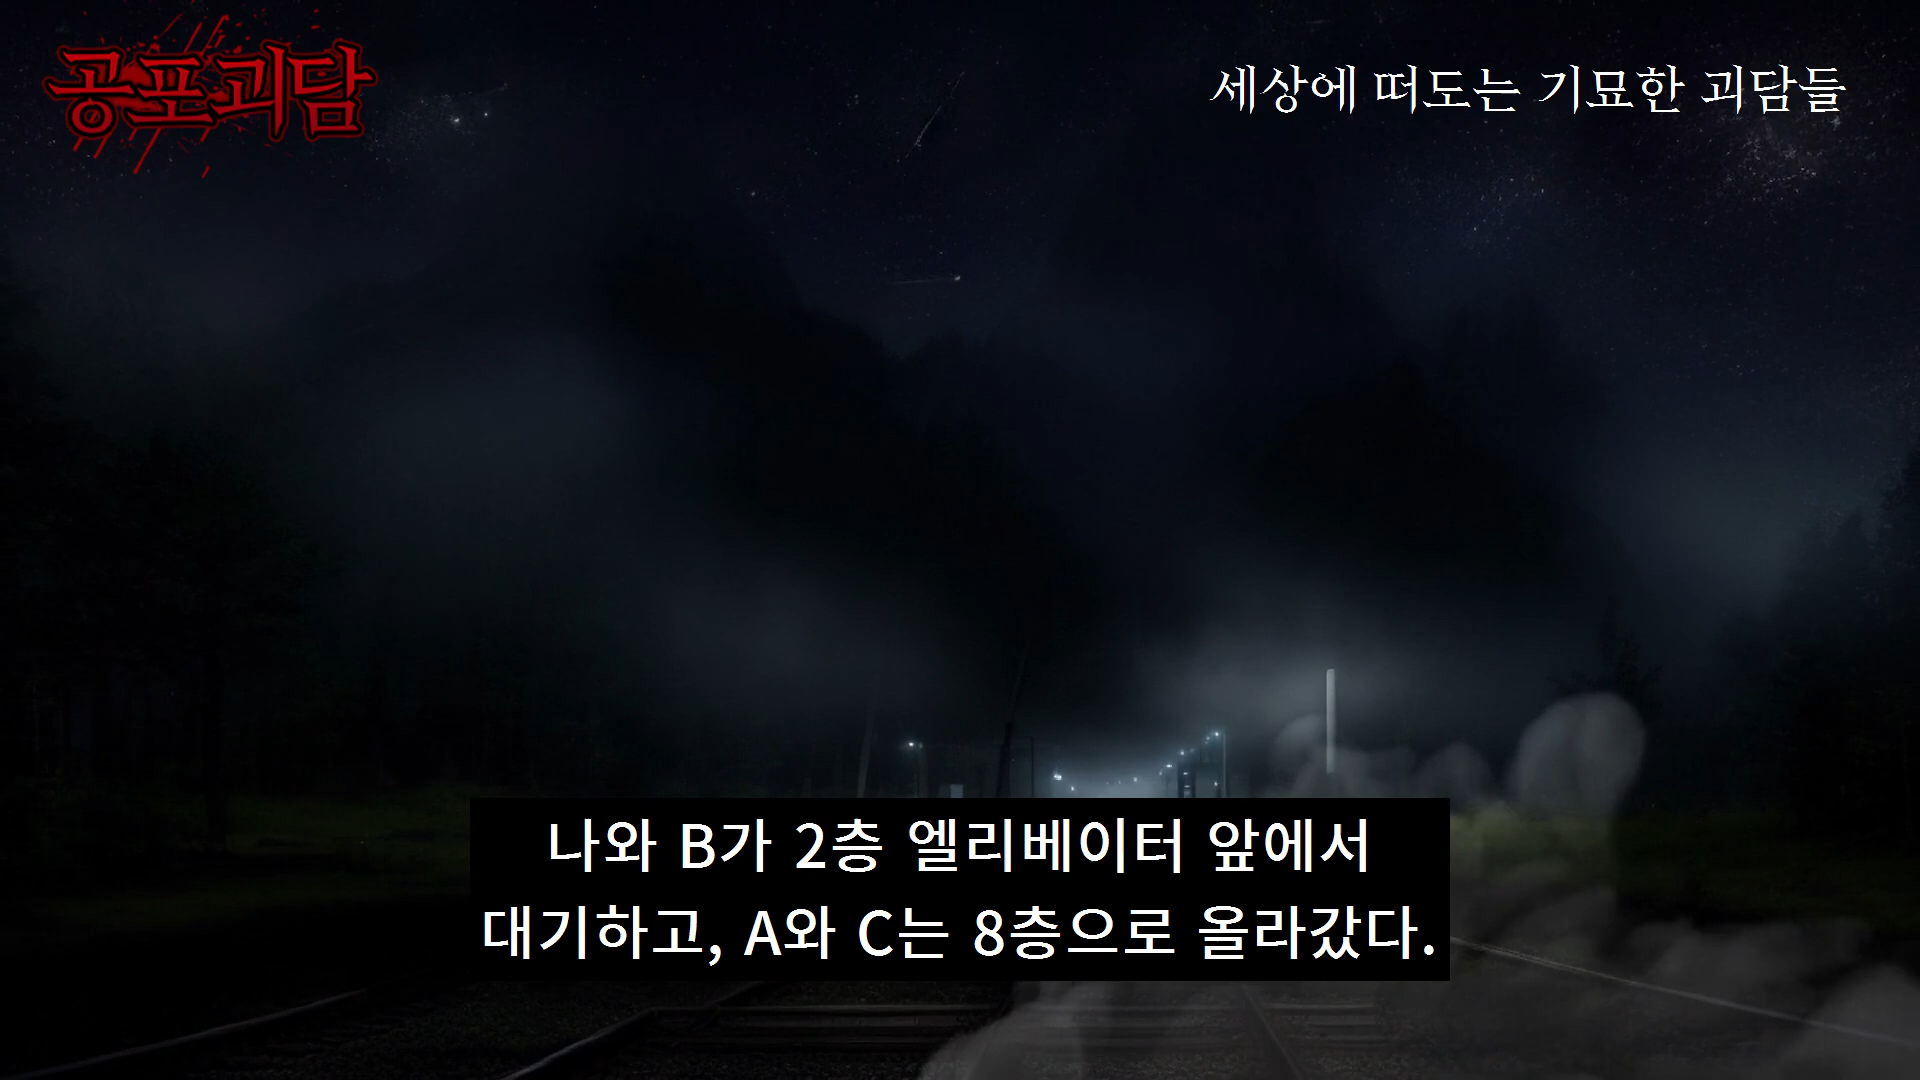 공포괴담
세상에 떠도는 기묘한 괴담들
나와 B가 2층 엘리베이터 앞에서
대기하고, A와 C는 8층으로 올라갔다.